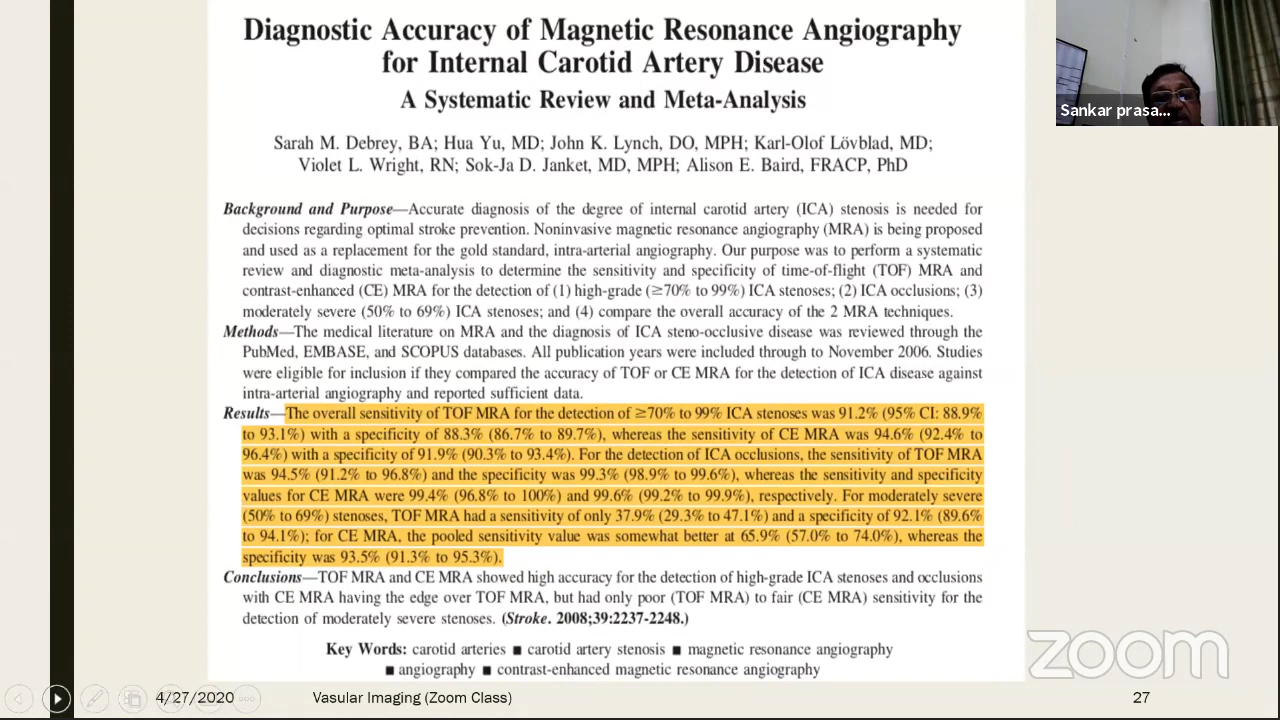 Diagnostic Accuracy of Magnetic Resonance Angiography
for Internal Carotid Artery Disease
A Systematic Review and Meta-Analysis
Sarah M. Debrey, BA; Hua Yu, MD; John K. Lynch, DO, MPH; Karl-Olof Lövblad, MD;
Violet L. Wright, RN; Sok-Ja D. Janket, MD, MPH; Alison E. Baird, FRACP, PhD
Background and Purpose—Accurate diagnosis of the degree of internal carotid artery (ICA) stenosis is needed for
decisions regarding optimal stroke prevention. Noninvasive magnetic resonance angiography (MRA) is being proposed
and used as a replacement for the gold standard, intra-arterial angiography. Our purpose was to perform a systematic
review and diagnostic meta-analysis to determine the sensitivity and specificity of time-of-flight (TOF) MRA and
contrast-enhanced (CE) MRA for the detection of (1) high-grade (≥70% to 99%) ICA stenoses; (2) ICA occlusions; (3)
moderately severe (50% to 69%) ICA stenoses; and (4) compare the overall accuracy of the 2 MRA techniques.
Methods—The medical literature on MRA and the diagnosis of ICA steno-occlusive disease was reviewed through the
PubMed, EMBASE, and SCOPUS databases. All publication years were included through to November 2006. Studies
were eligible for inclusion if they compared the accuracy of TOF or CE MRA for the detection of ICA disease against
intra-arterial angiography and reported sufficient data.
Results—The overall sensitivity of TOF MRA for the detection of ≥70% to 99% ICA stenoses was 91.2% (95% CI: 88.9%
to 93.1%) with a specificity of 88.3% (86.7% to 89.7%), whereas the sensitivity of CE MRA was 94.6% (92.4% to
96.4%) with a specificity of 91.9% (90.3% to 93.4%). For the detection of ICA occlusions, the sensitivity of TOF MRA
was 94.5% (91.2% to 96.8%) and the specificity was 99.3% (98.9% to 99.6%), whereas the sensitivity and specificity
values for CE MRA were 99.4% (96.8% to 100%) and 99.6% (99.2% to 99.9%), respectively. For moderately severe
(50% to 69%) stenoses, TOF MRA had a sensitivity of only 37.9% (29.3% to 47.1%) and a specificity of 92.1% (89.6%
to 94.1%); for CE MRA, the pooled sensitivity value was somewhat better at 65.9% (57.0% to 74.0%), whereas the
specificity was 93.5% (91.3% to 95.3%).
Conclusions—TOF MRA and CE MRA showed high accuracy for the detection of high-grade ICA stenoses and occlusions
with CE MRA having the edge over TOF MRA, but had only poor (TOF MRA) to fair (CE MRA) sensitivity for the
detection of moderately severe stenoses. (Stroke. 2008;39:2237-2248.)
Key Words: carotid arteries ■ carotid artery stenosis ■ magnetic resonance angiography
■ angiography ■ contrast-enhanced magnetic resonance angiography
Sankar prasa...
zoom
4/27/2020
Vasular Imaging (Zoom Class)
27